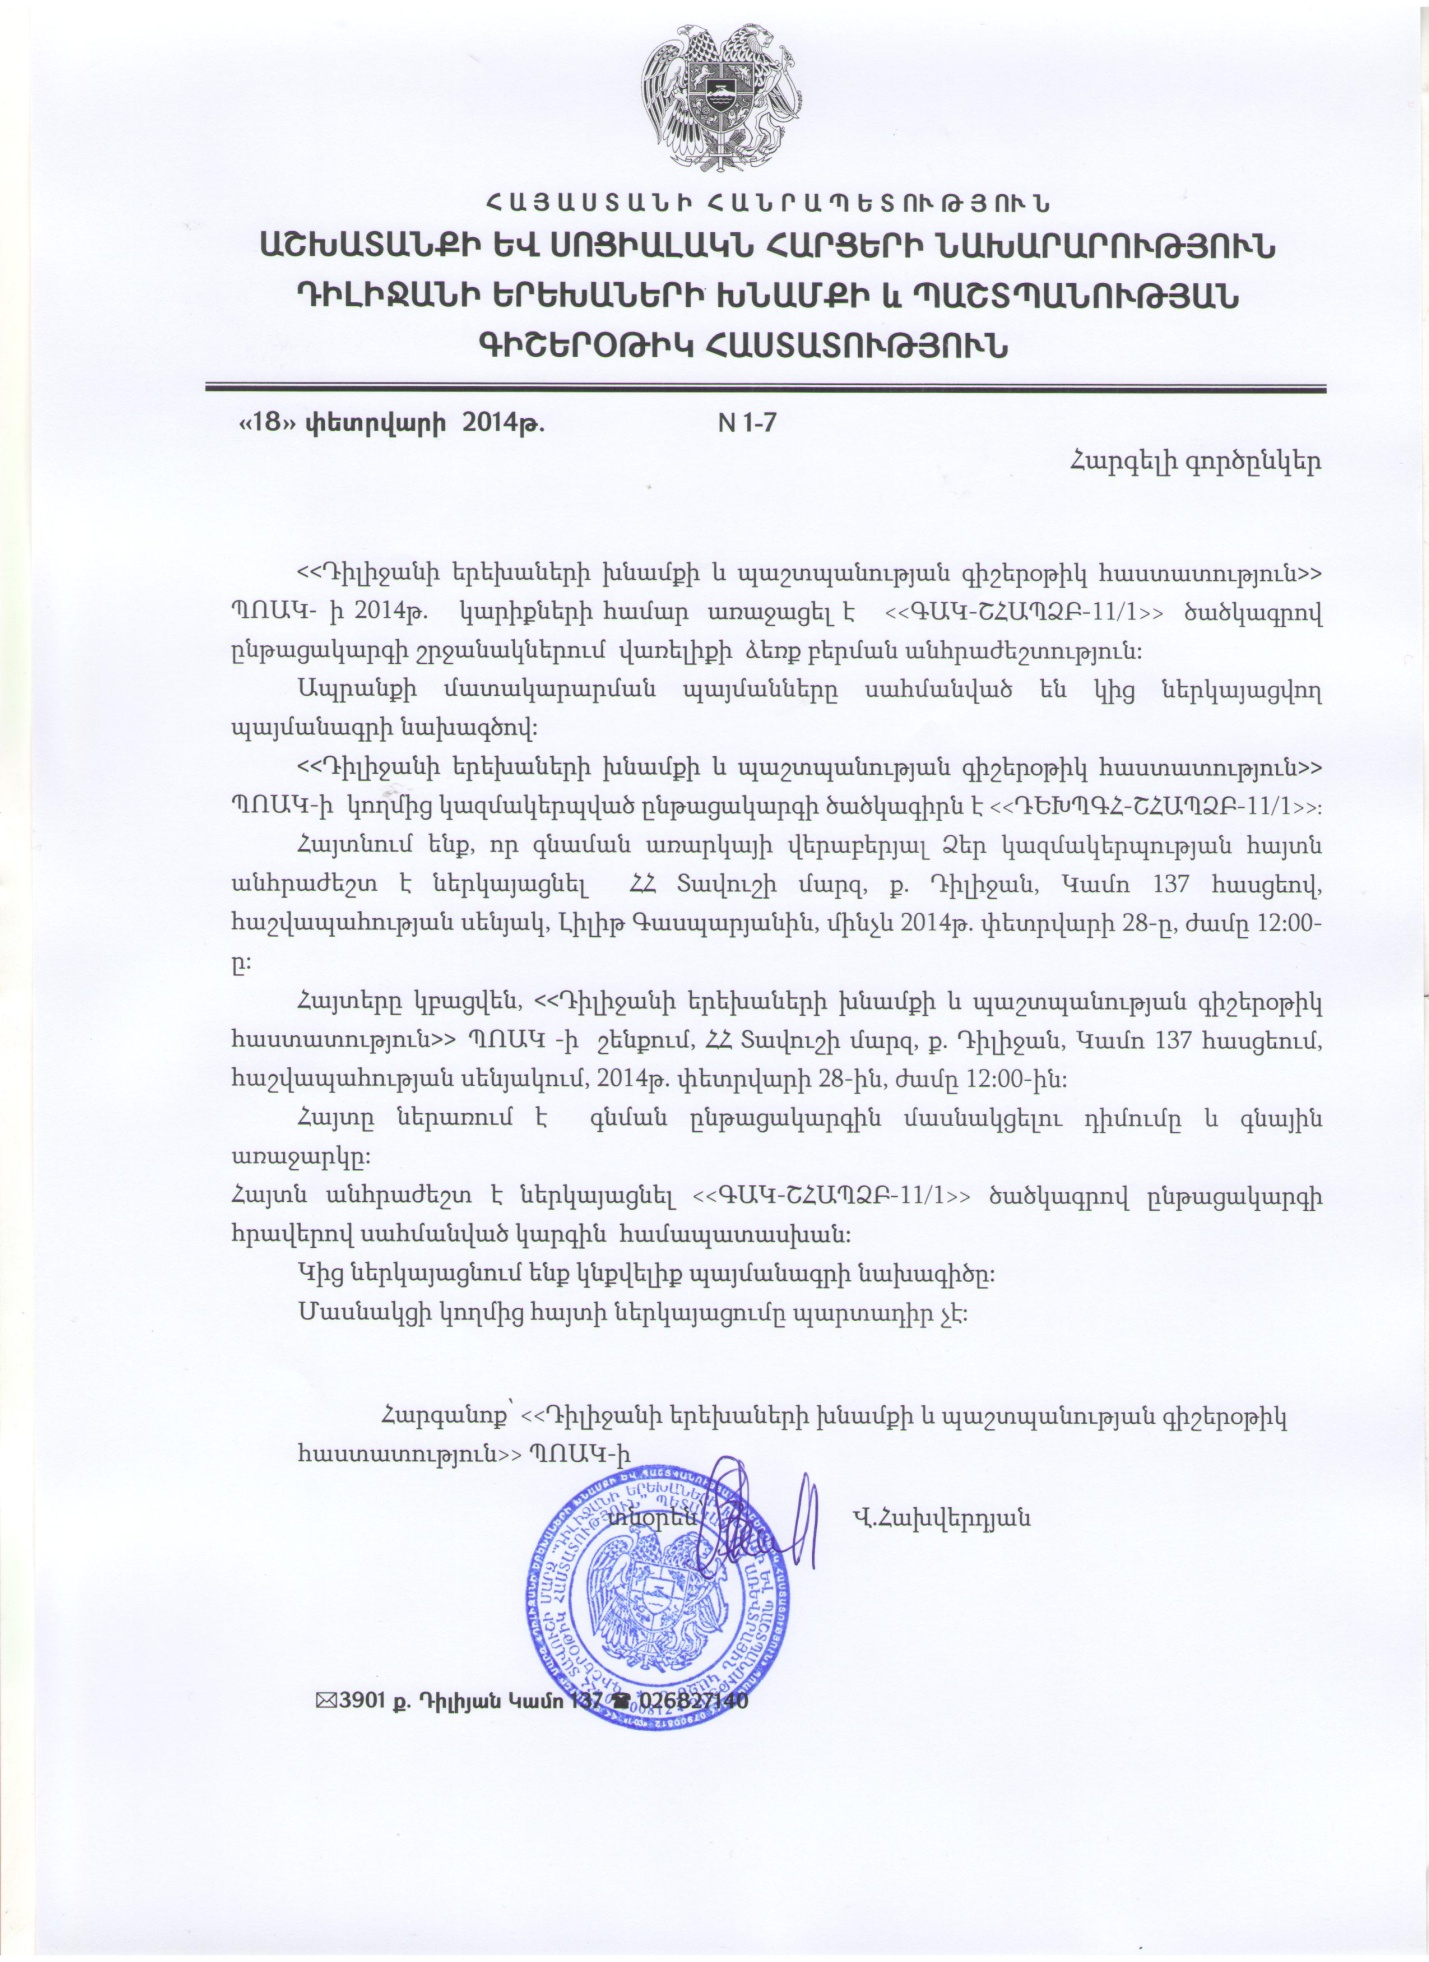 ՀԱՅԱՍՏԱՆԻ ՀԱՆՐԱՊԵՏՈՒԹՅՈՒՆ
ԱՇԽԱՏԱՆՔԻ ԵՎ ՍՈՑԻԱԼԱԿՆ ՀԱՐՑԵՐԻ ՆԱԽԱՐԱՐՈՒԹՅՈՒՆ
ԴԻԼԻՋԱՆԻ ԵՐԵԽԱՆԵՐԻ ԽՆԱՄՔԻ և ՊԱՇՏՊԱՆՈՒԹՅԱՆ
ԳԻՇԵՐՕԹԻԿ ՀԱՍՏԱՏՈՒԹՅՈՒՆ
«18» փետրվարի 2014թ. N 1-7
Հարգելի գործընկեր
<<Դիլիջանի երեխաների խնամքի և պաշտպանության գիշերօթիկ հաստատություն>>
ՊՈԱԿ- ի 2014թ. կարիքների համար առաջացել է <<ԳԱԿ-ՇՀԱՊՁԲ-11/1>> ծածկագրով
ընթացակարգի շրջանակներում վառելիքի ձեռք բերման անհրաժեշտություն:
Ապրանքի մատակարարման պայմանները սահմանված են կից ներկայացվող
պայմանագրի նախագծով:
<<Դիլիջանի երեխաների խնամքի և պաշտպանության գիշերօթիկ հաստատություն>>
ՊՈԱԿ-ի կողմից կազմակերպված ընթացակարգի ծածկագիրն է <<ԴԵԽՊԳՀ-ՇՀԱՊՁԲ-11/1>>:
Հայտնում ենք, որ գնաման առարկայի վերաբերյալ Ձեր կազմակերպության հայտն
անհրաժեշտ է ներկայացնել ՀՀ Տավուշի մարզ, ք. Դիլիջան, Կամո 137 հասցեով,
հաշվապահության սենյակ, Լիլիթ Գասպարյանին, մինչև 2014թ. փետրվարի 28-ը, ժամը 12:00-
ը:
Հայտերը կբացվեն, <<Դիլիջանի երեխաների խնամքի և պաշտպանության գիշերօթիկ
հաստատություն>> ՊՈԱԿ -ի շենքում, ՀՀ Տավուշի մարզ, ք. Դիլիջան, Կամո 137 հասցեում,
հաշվապահության սենյակում, 2014թ. փետրվարի 28-ին, ժամը 12:00-ին:
Հայտը ներառում է գնման ընթացակարգին մասնակցելու դիմումը և գնային
առաջարկը:
Հայտն անհրաժեշտ է ներկայացնել <<ԳԱԿ-ՇՀԱՊՁԲ-11/1>> ծածկագրով ընթացակարգի
հրավերով սահմանված կարգին համապատասխան:
Կից ներկայացնում ենք կնքվելիք պայմանագրի նախագիծը:
Մասնակցի կողմից հայտի ներկայացումը պարտադիր չէ:
Հարգանոք՝ <<Դիլիջանի երեխաների խնամքի և պաշտպանության գիշերօթիկ
հաստատություն>> ՊՈԱԿ-ի
տնօրեն՝ Վ.Հախվերդյան
3901 ք. Դիլիյան Կամո 137 026827140